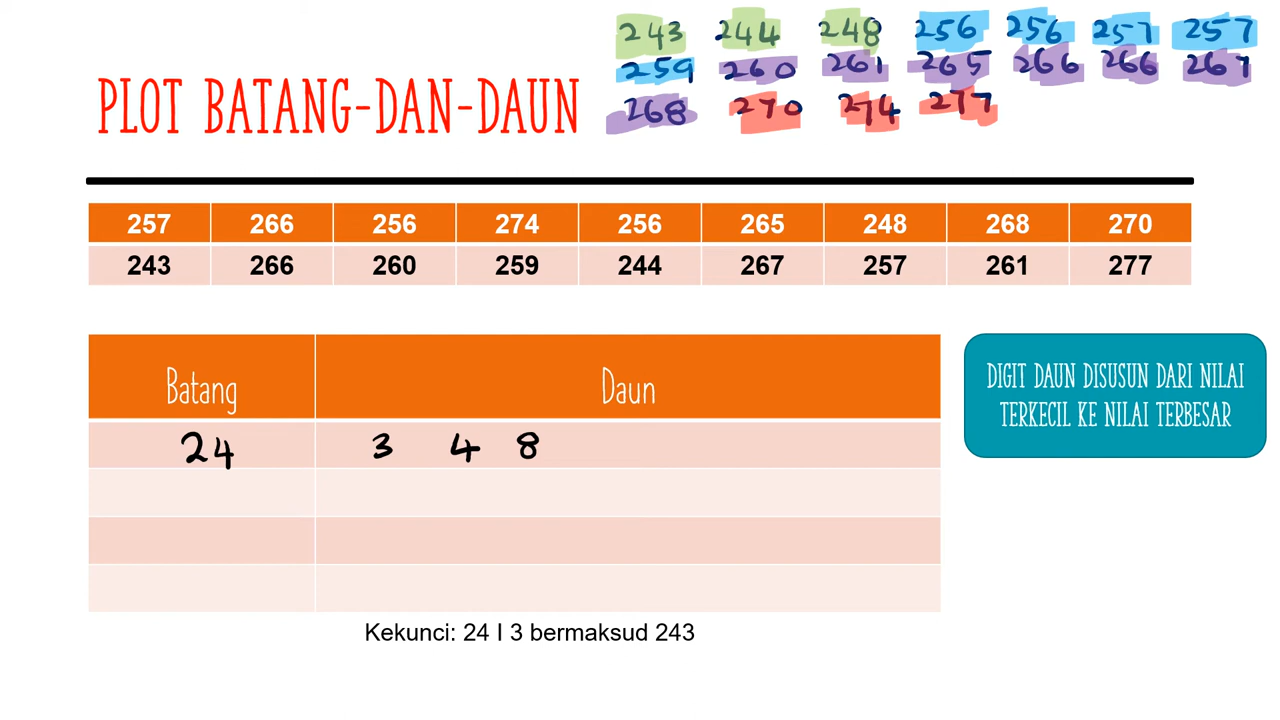 243 244 248 256 256 257 257
259 260 261 265 266 266 267
268 270 274 277
PLOT BATANG-DAN-DAUN
257 266 256 274 256 265 248 268 270
243 266 260 259 244 267 257 261 277
Batang Daun
24 3 4 8
DIGIT DAUN DISUSUN DARI NILAI
TERKECIL KE NILAI TERBESAR
Kekunci: 24 I 3 bermaksud 243